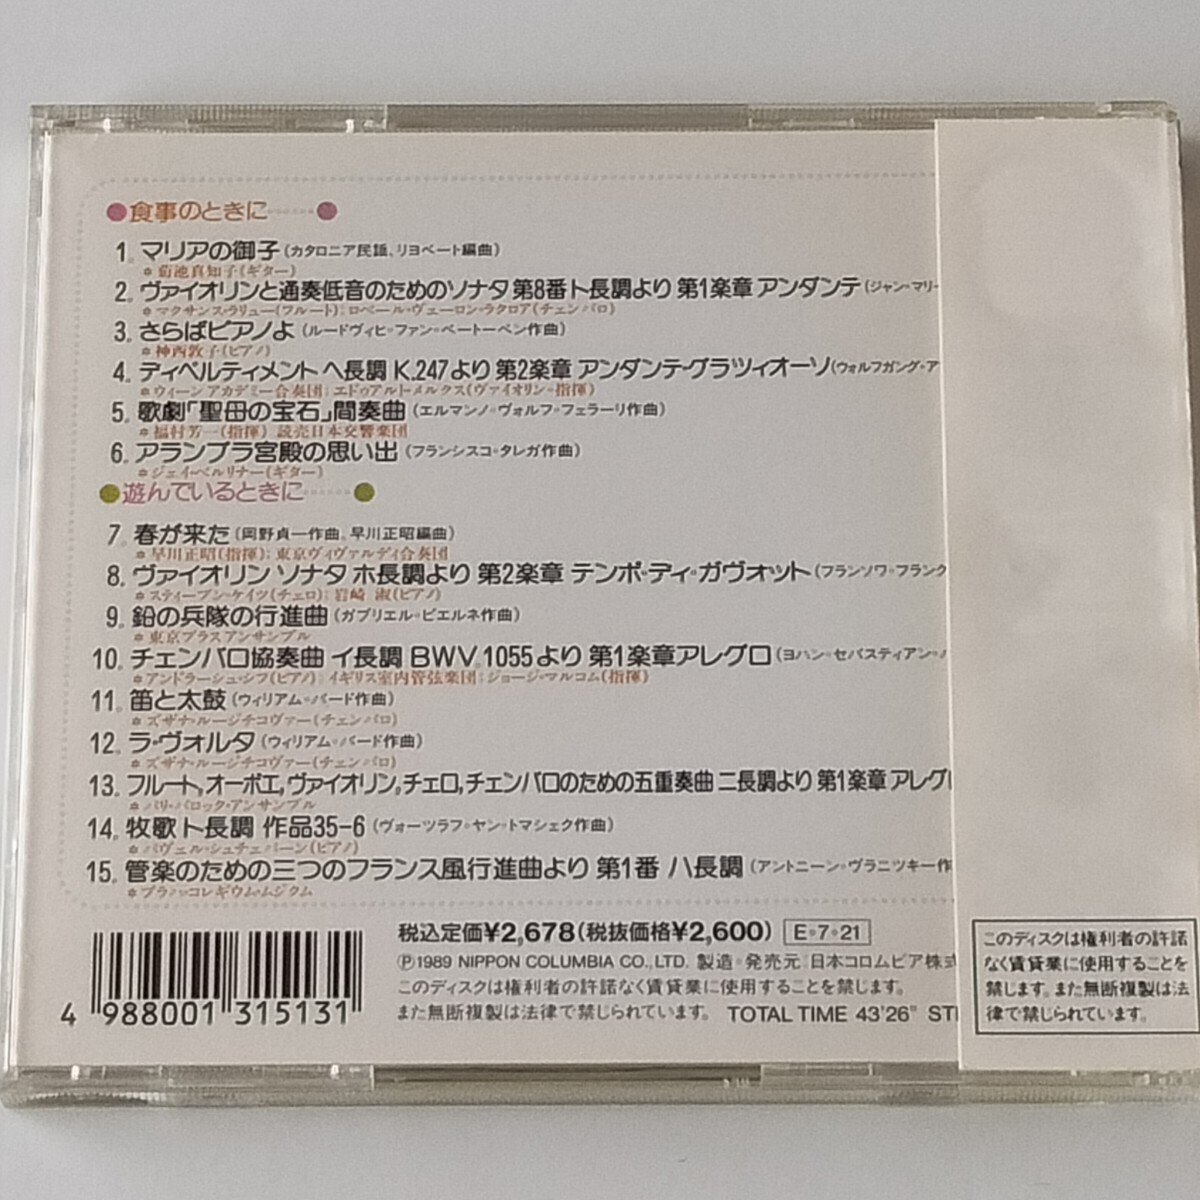 ●食事のときに……●
1。マリアの御子(カタロニア民謡、リョベート編曲)
*菊池真知子(ギター)
2。ヴァイオリンと通奏低音のためのソナタ 第8番ト長調より 第1楽章 アンダンテ(ジャン・マリー・
*マクサンス・ラリュー(フルート);ロベール・ヴェーロン・ラクロア(チェンバロ)
3。さらばピアノよ(ルードヴィヒ・ファン・ベートーベン作曲)
*神西敦子(ピアノ)
4。ディベルティメント ヘ長調 K.247より 第2楽章 アンダンテ・グラツィオーソ(ウォルフガング・ア
*ウィーンアカデミー合奏団;エドゥアルト・メルクス(ヴァイオリン・指揮)
5。歌劇「聖母の宝石」間奏曲(エルマンノ・ヴォルフ・フェラーリ作曲)
*福村芳一(指揮) 読売日本交響楽団
6。アランブラ宮殿の思い出(フランシスコ・タレガ作曲)
*ジェイ・ベルリナー(ギター)
●遊んでいるときに……●
7。春が来た(岡野貞一作曲。早川正昭編曲)
*早川正昭(指揮);東京ヴィヴァルディ合奏団
8。ヴァイオリン ソナタ ホ長調より 第2楽章 テンポ・ディ・ガヴォット(フランソワ・フランク
*スティーブン・ケイツ(チェロ);岩崎 淑(ピアノ)
9。鉛の兵隊の行進曲(ガブリエル・ピエルネ作曲)
*東京ブラスアンサンブル
10。チェンバロ協奏曲 イ長調 BWV。1055より 第1楽章アレグロ(ヨハン・セバスティアン・バ
*アンドラーシュ・シフ(ピアノ);イギリス室内管弦楽団;ジョージ・マルコム(指揮)
11。笛と太鼓(ウィリアム・バード作曲)
*ズザナ・ルージチコヴァー(チェンバロ)
12。ラ・ヴォルタ(ウィリアム・バード作曲)
*ズザナ・ルージチコヴァー(チェンバロ)
13。フルート,オーボエ,ヴァイオリン,チェロ,チェンバロのための五重奏曲 ニ長調より 第1楽章 アレグロ
*パリ・バロック・アンサンブル
14。牧歌 ト長調 作品35-6(ヴォーツラフ・ヤン・トマシェク作曲)
*パヴェル・シュチェパーン(ピアノ)
15。管楽のための三つのフランス風行進曲より 第1番 ハ長調(アントニーン・ヴラニツキー作
*プラハ・コレギウム・ムジクム
税込定価¥2,678(税抜価格¥2,600) E・7・21
Ⓟ1989 NIPPON COLUMBIA CO.,LTD. 製造・発売元:日本コロムビア株式
このディスクは権利者の許諾なく賃貸業に使用することを禁じます。
また無断複製は法律で禁じられています。 TOTAL TIME 43'26" STE
4 988001 315131
このディスクは権利者の許諾
なく賃貸業に使用することを
禁じます。また無断複製は法
律で禁じられています。